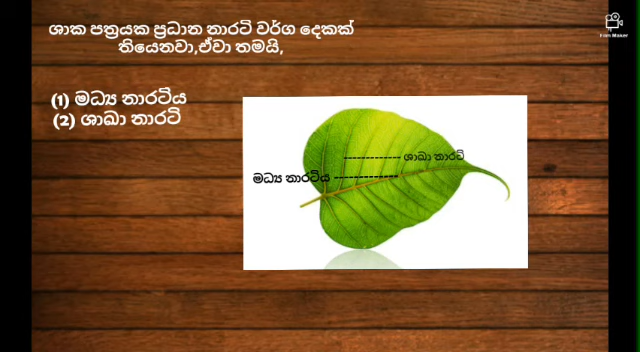 ශාක පත්‍රයක ප්‍රධාන නාරටි වර්ග දෙකක්
තියෙනවා,ඒවා තමයි,
(1) මධ්‍ය නාරටිය
(2) ශාඛා නාරටි
ශාඛා නාරටි
මධ්‍ය නාරටිය
Film Maker